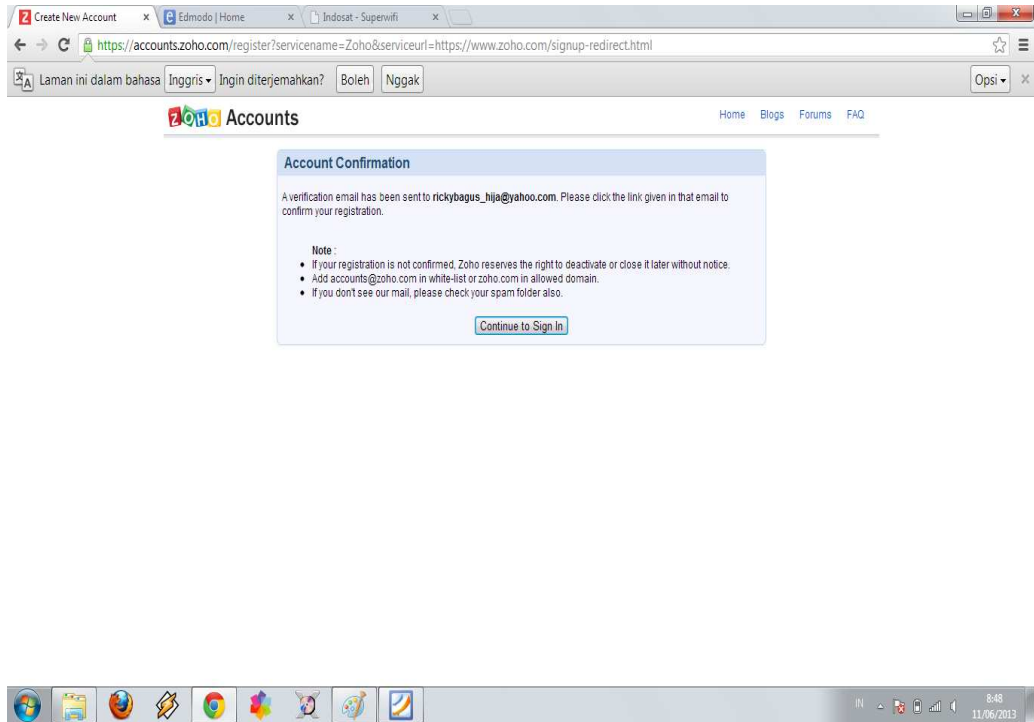 Create New Account
Edmodo | Home
Indosat - Superwifi
https://accounts.zoho.com/register?servicename=Zoho&serviceurl=https://www.zoho.com/signup-redirect.html
Laman ini dalam bahasa Inggris Ingin diterjemahkan? Boleh Nggak Opsi
ZOHO Accounts
Home Blogs Forums FAQ
Account Confirmation
A verification email has been sent to rickybagus_hija@yahoo.com. Please click the link given in that email to
confirm your registration.
Note :
If your registration is not confirmed, Zoho reserves the right to deactivate or close it later without notice.
Add accounts@zoho.com in white-list or zoho.com in allowed domain.
If you don't see our mail, please check your spam folder also.
Continue to Sign In
IN
8:48
11/06/2013